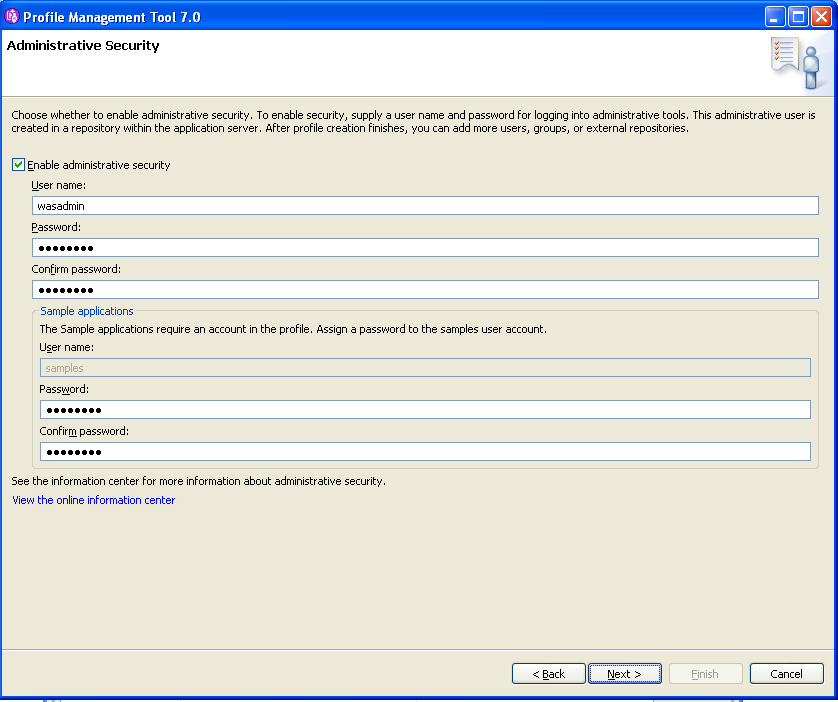 Profile Management Tool 7.0
Administrative Security
Choose whether to enable administrative security. To enable security, supply a user name and password for logging into administrative tools. This administrative user is
created in a repository within the application server. After profile creation finishes, you can add more users, groups, or external repositories.
Enable administrative security
User name:
wasadmin
Password:
●●●●●●●●
Confirm password:
●●●●●●●●
Sample applications
The Sample applications require an account in the profile. Assign a password to the samples user account.
User name:
samples
Password:
●●●●●●●●
Confirm password:
●●●●●●●●
See the information center for more information about administrative security.
View the online information center
< Back Next > Finish Cancel